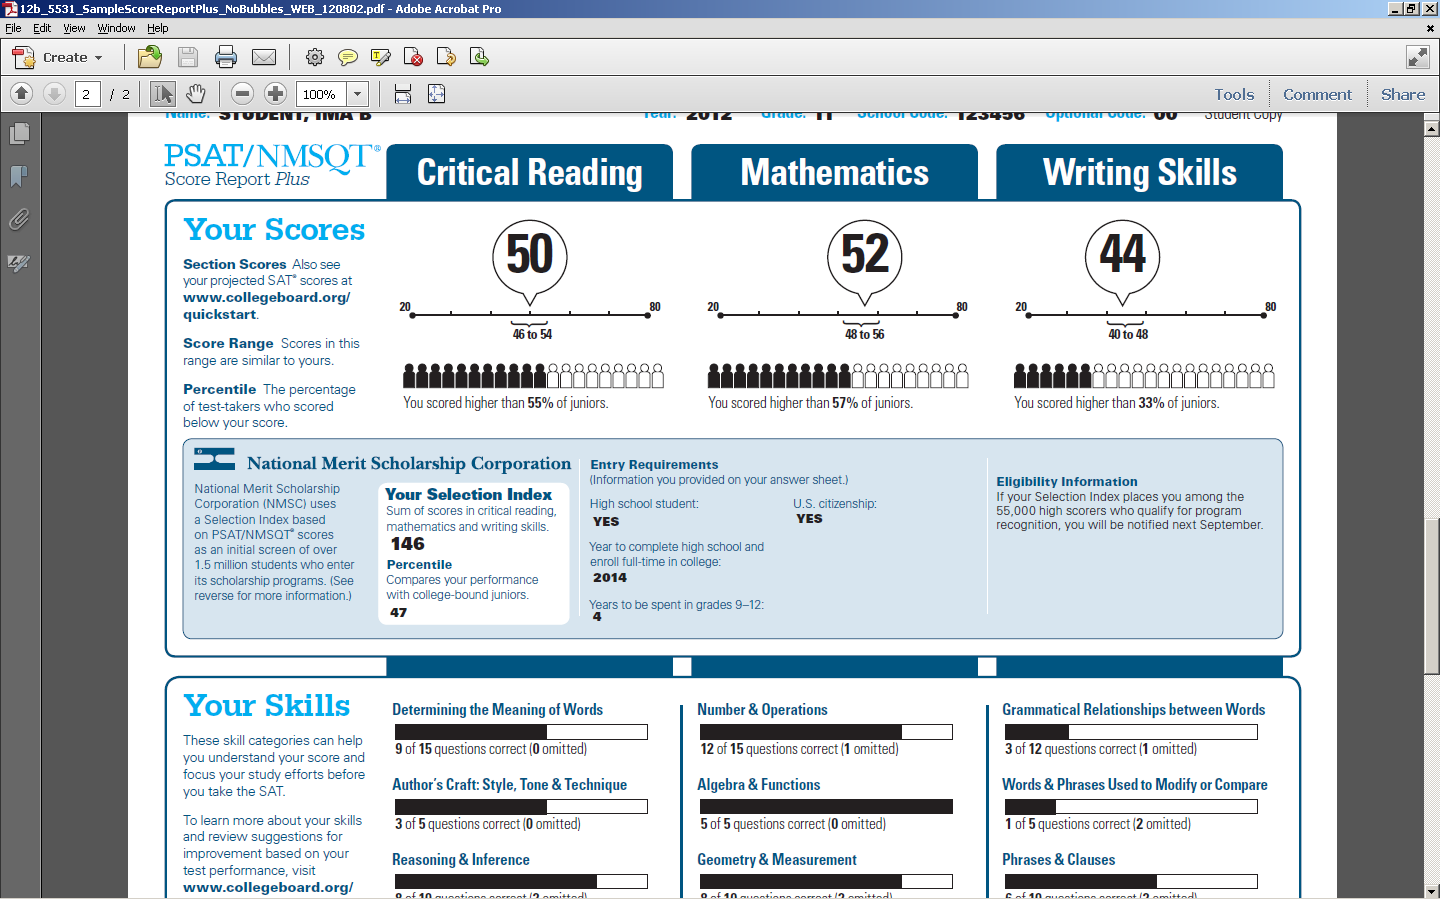 12b_5531_SampleScoreReportPlus_NoBubbles_WEB_120802.pdf - Adobe Acrobat Pro
File Edit View Window Help
Create
2 / 2 100% Tools Comment Share
Name: STUDENT, IMA B Year: 2012 Grade: 11 School Code: 123456 Optional Code: 00 Student Copy
PSAT/NMSQT®
Score Report Plus
Critical Reading Mathematics Writing Skills
Your Scores
Section Scores Also see
your projected SAT® scores at
www.collegeboard.org/
quickstart.
Score Range Scores in this
range are similar to yours.
Percentile The percentage
of test-takers who scored
below your score.
50
20 80
46 to 54
You scored higher than 55% of juniors.
52
20 80
48 to 56
You scored higher than 57% of juniors.
44
20 80
40 to 48
You scored higher than 33% of juniors.
National Merit Scholarship Corporation
National Merit Scholarship
Corporation (NMSC) uses
a Selection Index based
on PSAT/NMSQT® scores
as an initial screen of over
1.5 million students who enter
its scholarship programs. (See
reverse for more information.)
Your Selection Index
Sum of scores in critical reading,
mathematics and writing skills.
146
Percentile
Compares your performance
with college-bound juniors.
47
Entry Requirements
(Information you provided on your answer sheet.)
High school student: U.S. citizenship:
YES YES
Year to complete high school and
enroll full-time in college:
2014
Years to be spent in grades 9–12:
4
Eligibility Information
If your Selection Index places you among the
55,000 high scorers who qualify for program
recognition, you will be notified next September.
Your Skills
These skill categories can help
you understand your score and
focus your study efforts before
you take the SAT.
To learn more about your skills
and review suggestions for
improvement based on your
test performance, visit
www.collegeboard.org/
Determining the Meaning of Words
9 of 15 questions correct (0 omitted)
Author's Craft: Style, Tone & Technique
3 of 5 questions correct (0 omitted)
Reasoning & Inference
Number & Operations
12 of 15 questions correct (1 omitted)
Algebra & Functions
5 of 5 questions correct (0 omitted)
Geometry & Measurement
Grammatical Relationships between Words
3 of 12 questions correct (1 omitted)
Words & Phrases Used to Modify or Compare
1 of 5 questions correct (2 omitted)
Phrases & Clauses